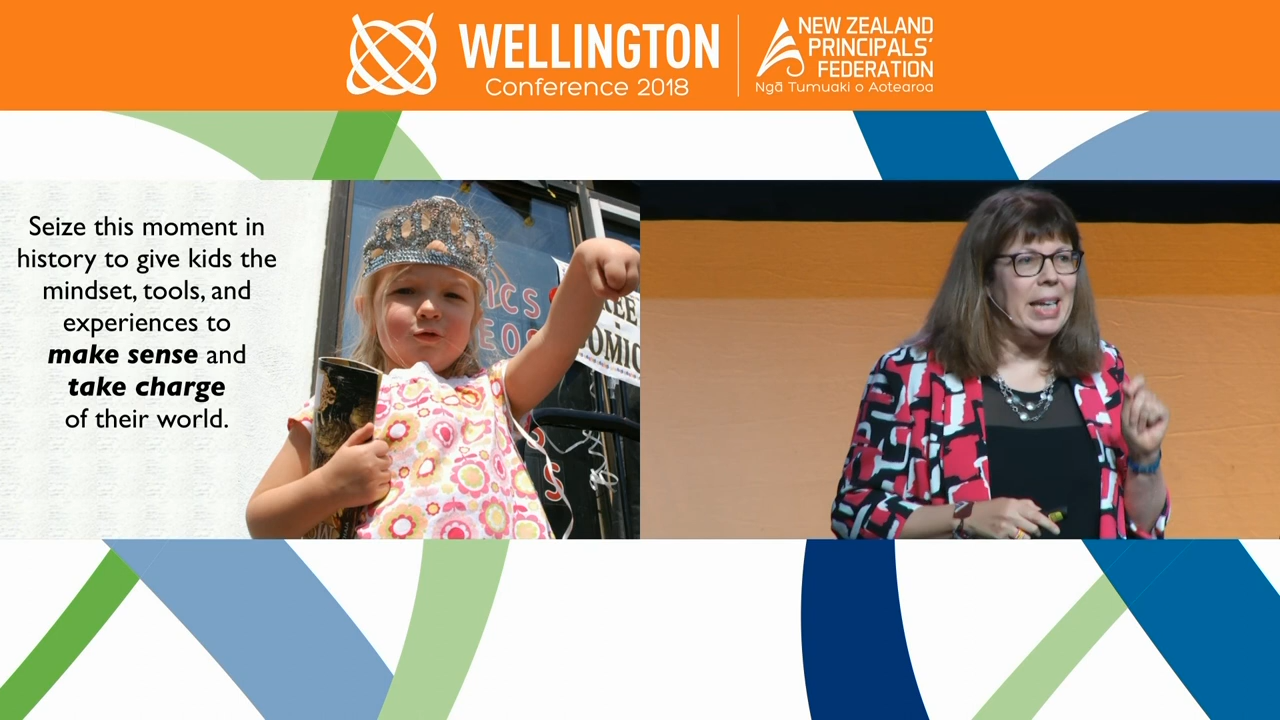 WELLINGTON
Conference 2018
NEW ZEALAND
PRINCIPALS'
FEDERATION
Ngā Tumuaki o Aotearoa
Seize this moment in
history to give kids the
mindset, tools, and
experiences to
make sense and
take charge
of their world.